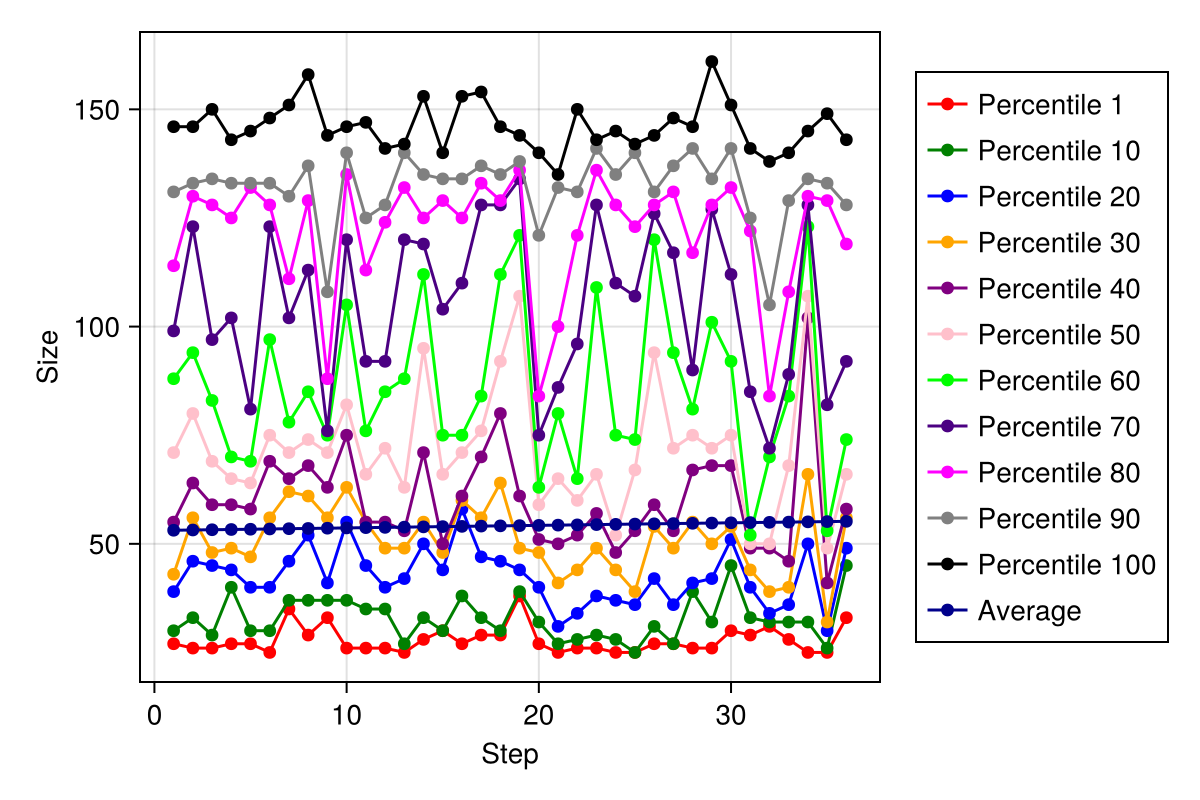 150
100
50
Size
0
10
20
30
Step
Percentile 1
Percentile 10
Percentile 20
Percentile 30
Percentile 40
Percentile 50
Percentile 60
Percentile 70
Percentile 80
Percentile 90
Percentile 100
Average